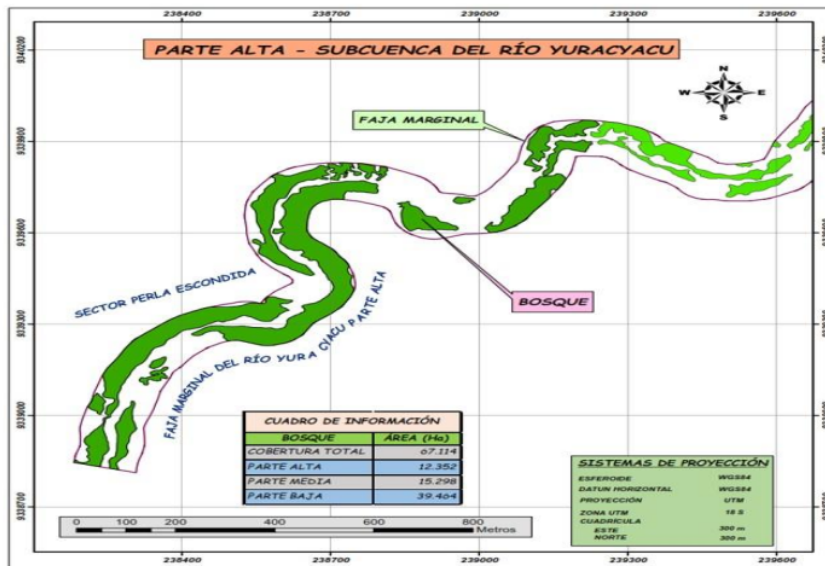 238400 238700 239000 239300 239600
9340200
PARTE ALTA - SUBCUENCA DEL RÍO YURACYACU
N
W E
S
FAJA MARGINAL
9339900
9339600
BOSQUE
SECTOR PERLA ESCONDIDA
FAJA MARGINAL DEL RÍO YURA CYACU PARTE ALTA
9339300
9339000
CUADRO DE INFORMACIÓN
BOSQUE ÁREA (Ha)
COBERTURA TOTAL 67.114
PARTE ALTA 12.352
PARTE MEDIA 15.298
PARTE BAJA 39.464
SISTEMAS DE PROYECCIÓN
ESFEROIDE WGS84
DATUN HORIZONTAL WGS84
PROYECCIÓN UTM
ZONA UTM 18 S
CUADRICULA
ESTE 300 m
NORTE 300 m
9338700
0 50 100 200 400 600 800
Metros
238400 238700 239000 239300 239600